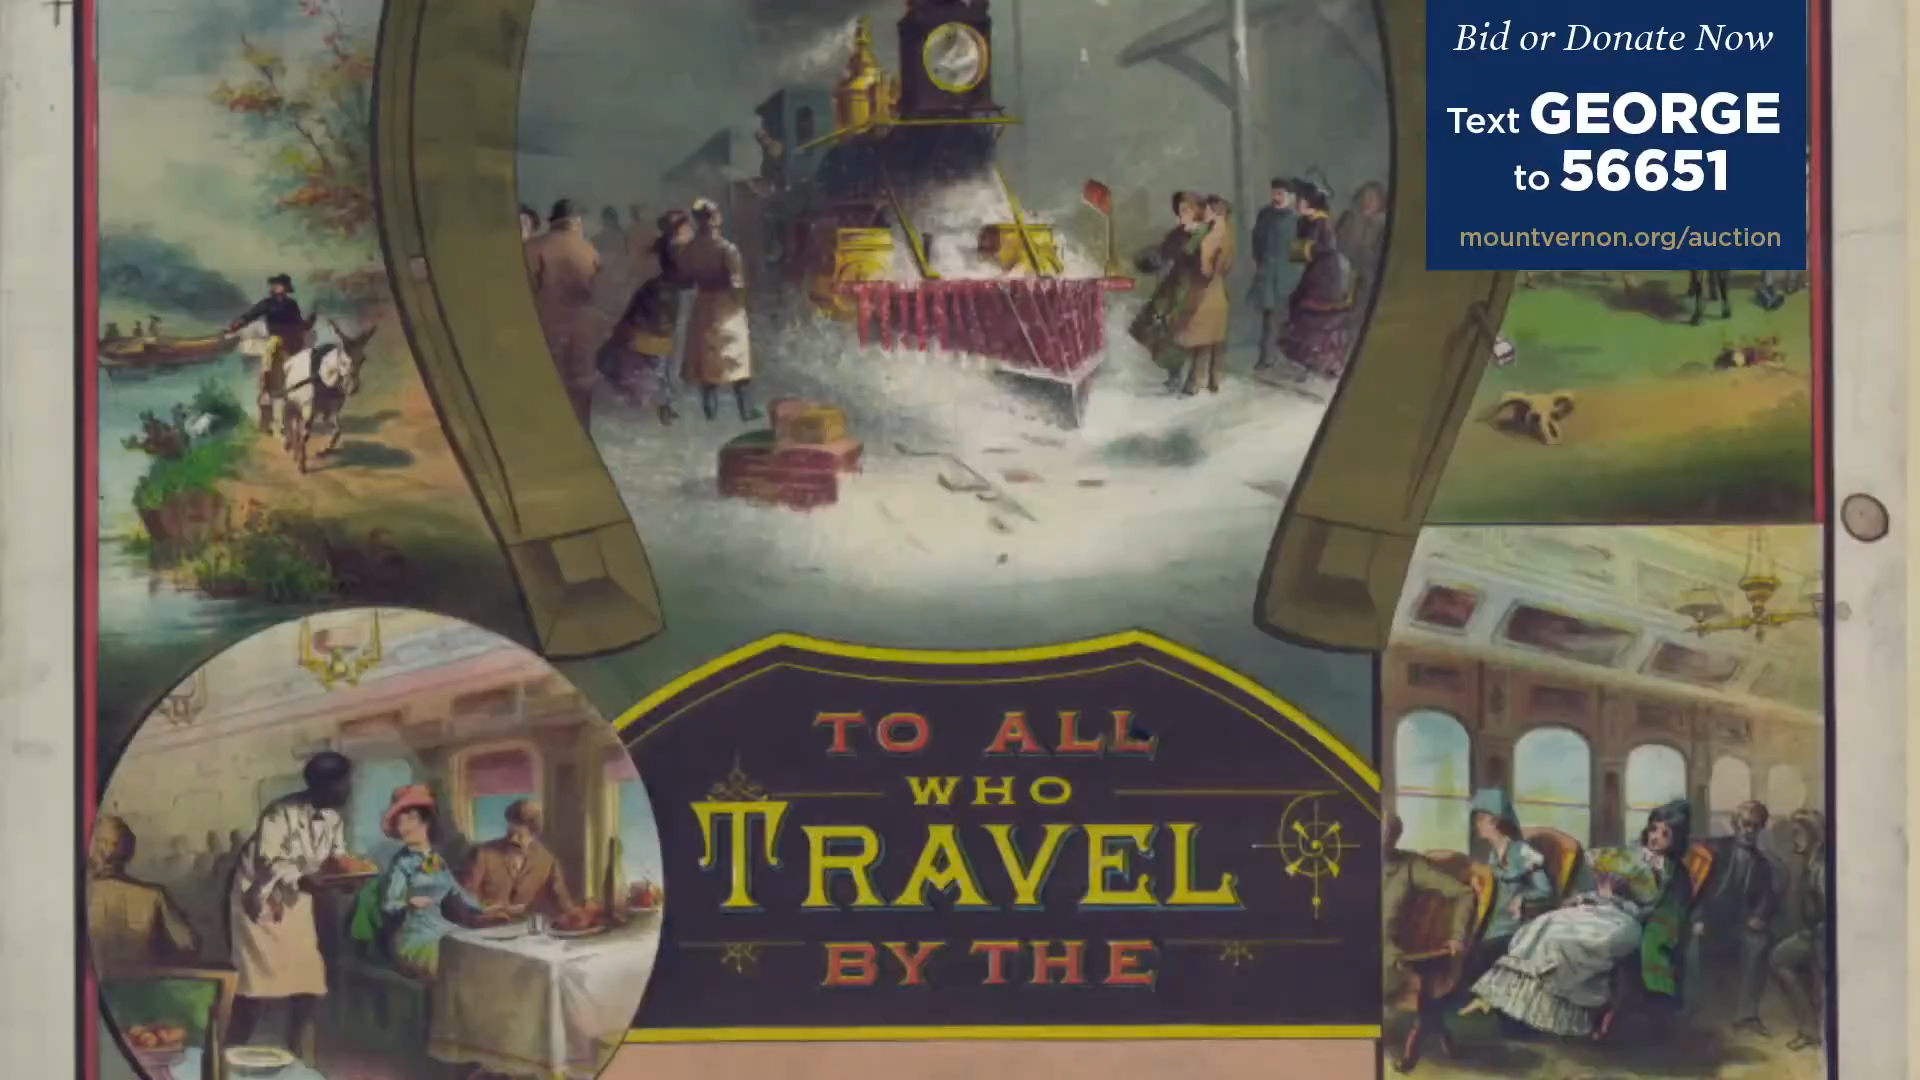 Bid or Donate Now
Text GEORGE
to 56651
mountvernon.org/auction
TO ALL
WHO
TRAVEL
BY THE